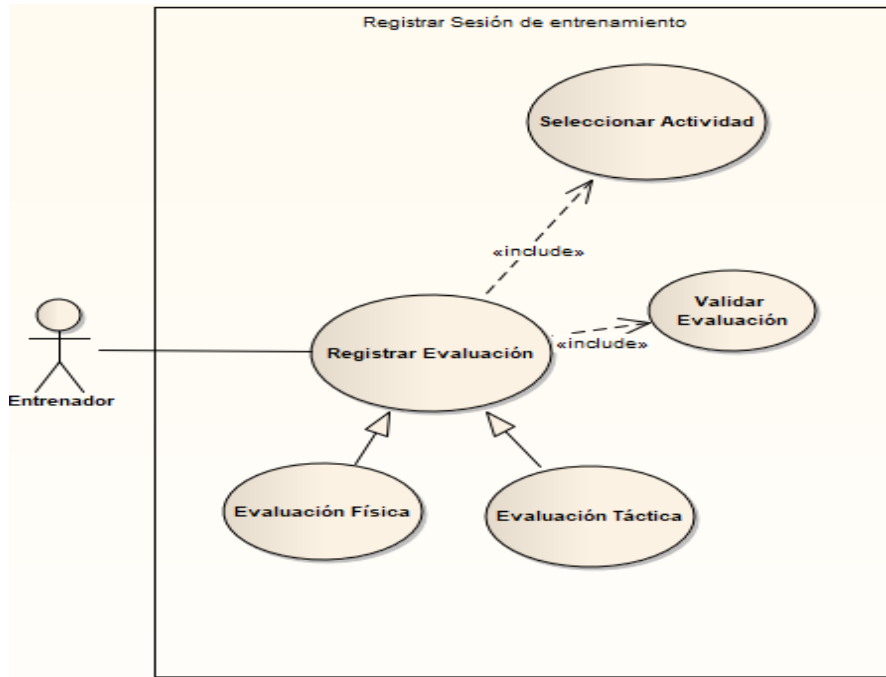 Registrar Sesión de entrenamiento
Seleccionar Actividad
«include»
Validar
Evaluación
«include»
Registrar Evaluación
Entrenador
Evaluación Física
Evaluación Táctica